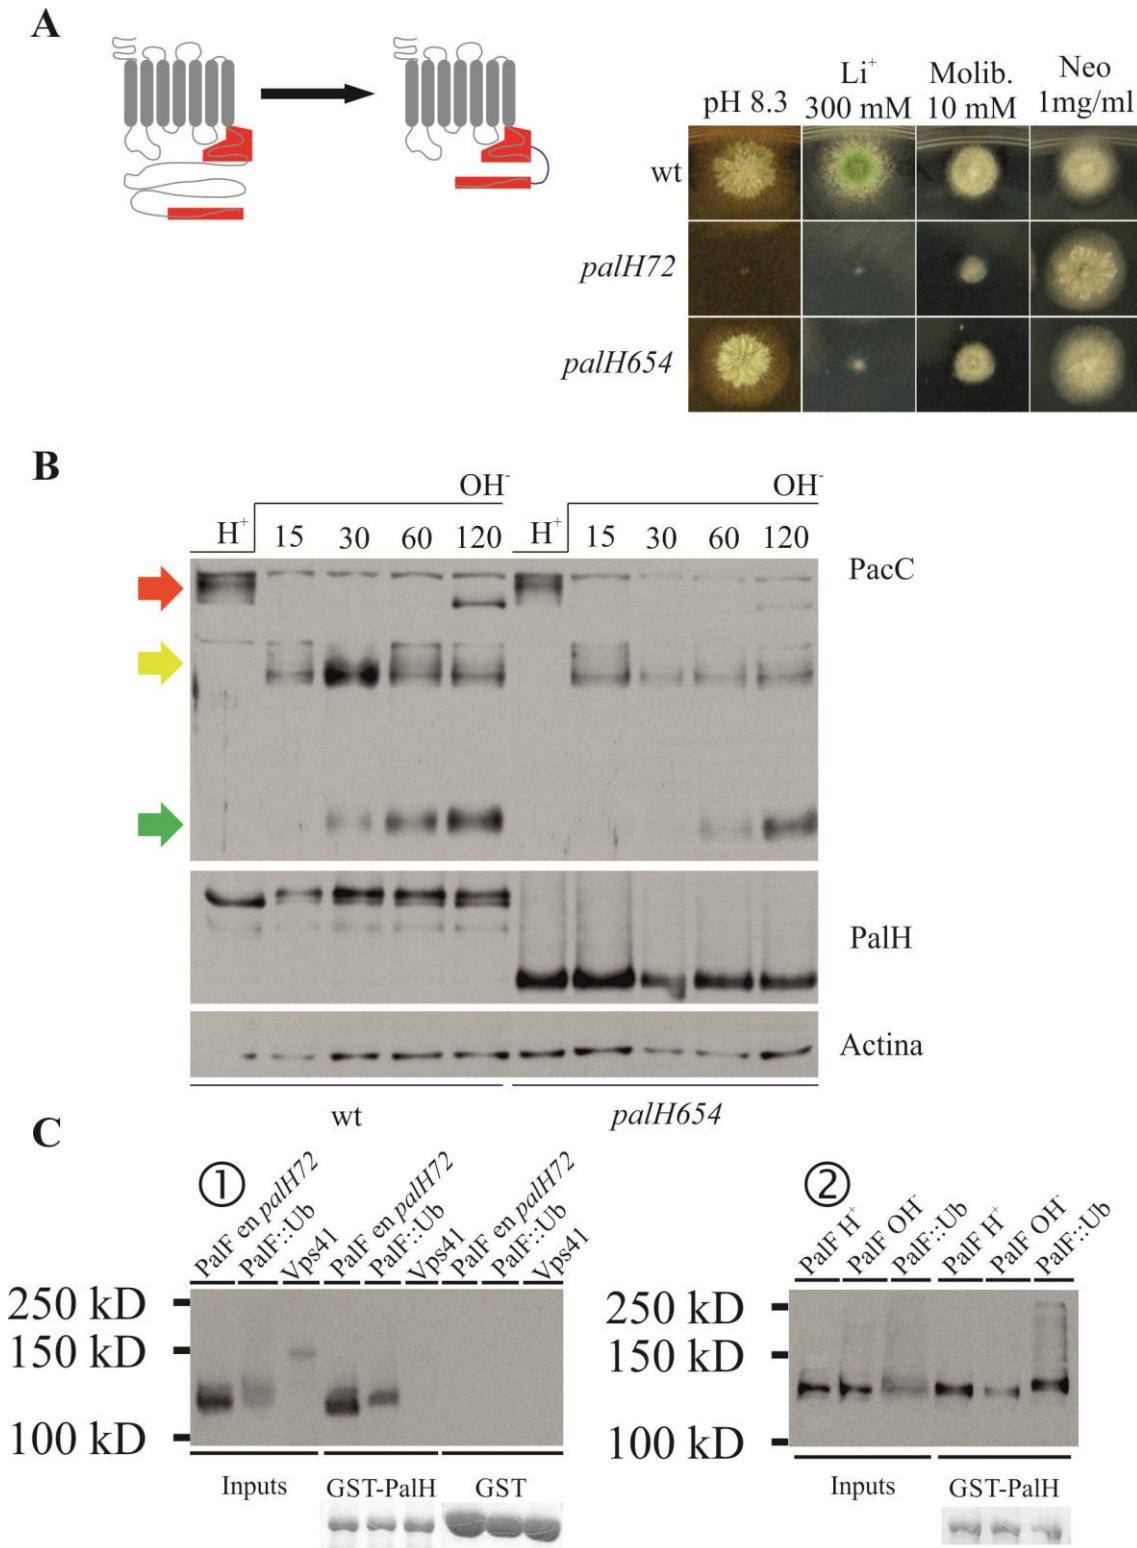 A
pH 8.3
Li+
300 mM
Molib.
10 mM
Neo
1mg/ml
wt
palH72
palH654
B
OH-
OH-
H+ 15 30 60 120 H+ 15 30 60 120
PacC
PalH
Actina
wt
palH654
C
①
PalF en palH72
PalF::Ub
Vps41
PalF en palH72
PalF::Ub
Vps41
PalF en palH72
PalF::Ub
Vps41
250 kD
150 kD
100 kD
Inputs
GST-PalH
GST
②
PalF H+
PalF OH-
PalF::Ub
PalF H+
PalF OH-
PalF::Ub
250 kD
150 kD
100 kD
Inputs
GST-PalH